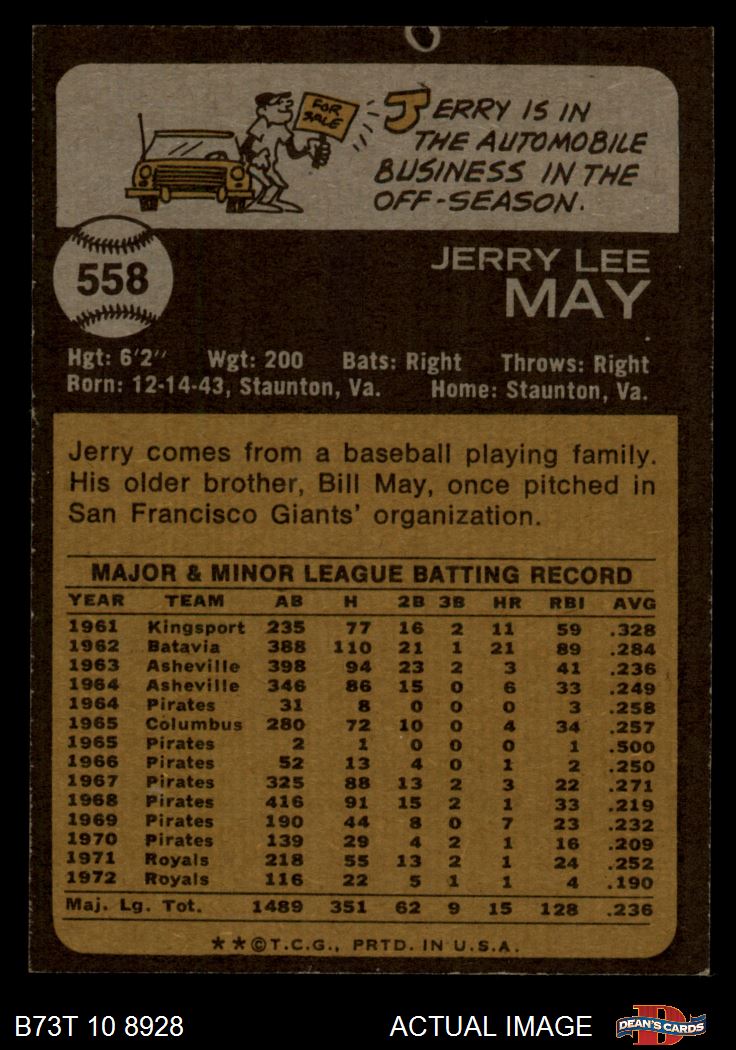 FOR SALE
JERRY IS IN
THE AUTOMOBILE
BUSINESS IN THE
OFF-SEASON.
558
JERRY LEE
MAY
Hgt: 6'2" Wgt: 200 Bats: Right Throws: Right
Born: 12-14-43, Staunton, Va. Home: Staunton, Va.
Jerry comes from a baseball playing family.
His older brother, Bill May, once pitched in
San Francisco Giants' organization.
MAJOR & MINOR LEAGUE BATTING RECORD
YEAR TEAM AB H 2B 3B HR RBI AVG
1961 Kingsport 235 77 16 2 11 59 .328
1962 Batavia 388 110 21 1 21 89 .284
1963 Asheville 398 94 23 2 3 41 .236
1964 Asheville 346 86 15 0 6 33 .249
1964 Pirates 31 8 0 0 0 3 .258
1965 Columbus 280 72 10 0 4 34 .257
1965 Pirates 2 1 0 0 0 1 .500
1966 Pirates 52 13 4 0 1 2 .250
1967 Pirates 325 88 13 2 3 22 .271
1968 Pirates 416 91 15 2 1 33 .219
1969 Pirates 190 44 8 0 7 23 .232
1970 Pirates 139 29 4 2 1 16 .209
1971 Royals 218 55 13 2 1 24 .252
1972 Royals 116 22 5 1 1 4 .190
Maj. Lg. Tot. 1489 351 62 9 15 128 .236
**©T.C.G., PRTD. IN U.S.A.
B73T 10 8928 ACTUAL IMAGE D DEAN'S CARDS